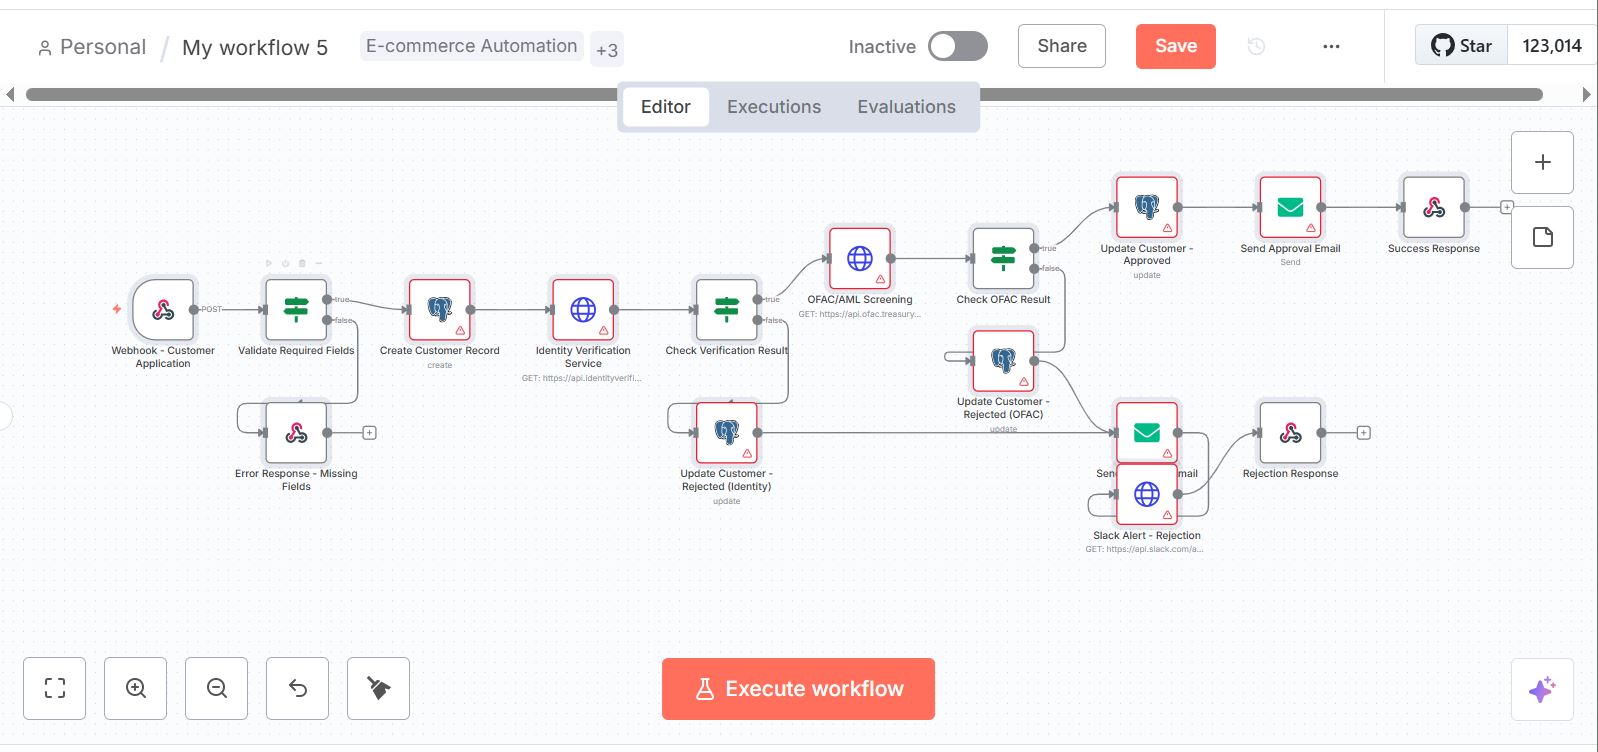 Personal / My workflow 5 E-commerce Automation +3 Inactive Share Save ... Star 123,014
Editor Executions Evaluations
POST
Webhook - Customer
Application
true
false
Validate Required Fields
Error Response - Missing
Fields
Create Customer Record
create
Identity Verification
Service
GET: https://api.identityverifi...
true
false
Check Verification Result
Update Customer -
Rejected (Identity)
update
OFAC/AML Screening
GET: https://api.ofac.treasury...
true
false
Check OFAC Result
Update Customer -
Rejected (OFAC)
update
Update Customer -
Approved
update
Send Approval Email
Send
Success Response
Sen
mail
Slack Alert - Rejection
GET: https://api.slack.com/a...
Rejection Response
Execute workflow